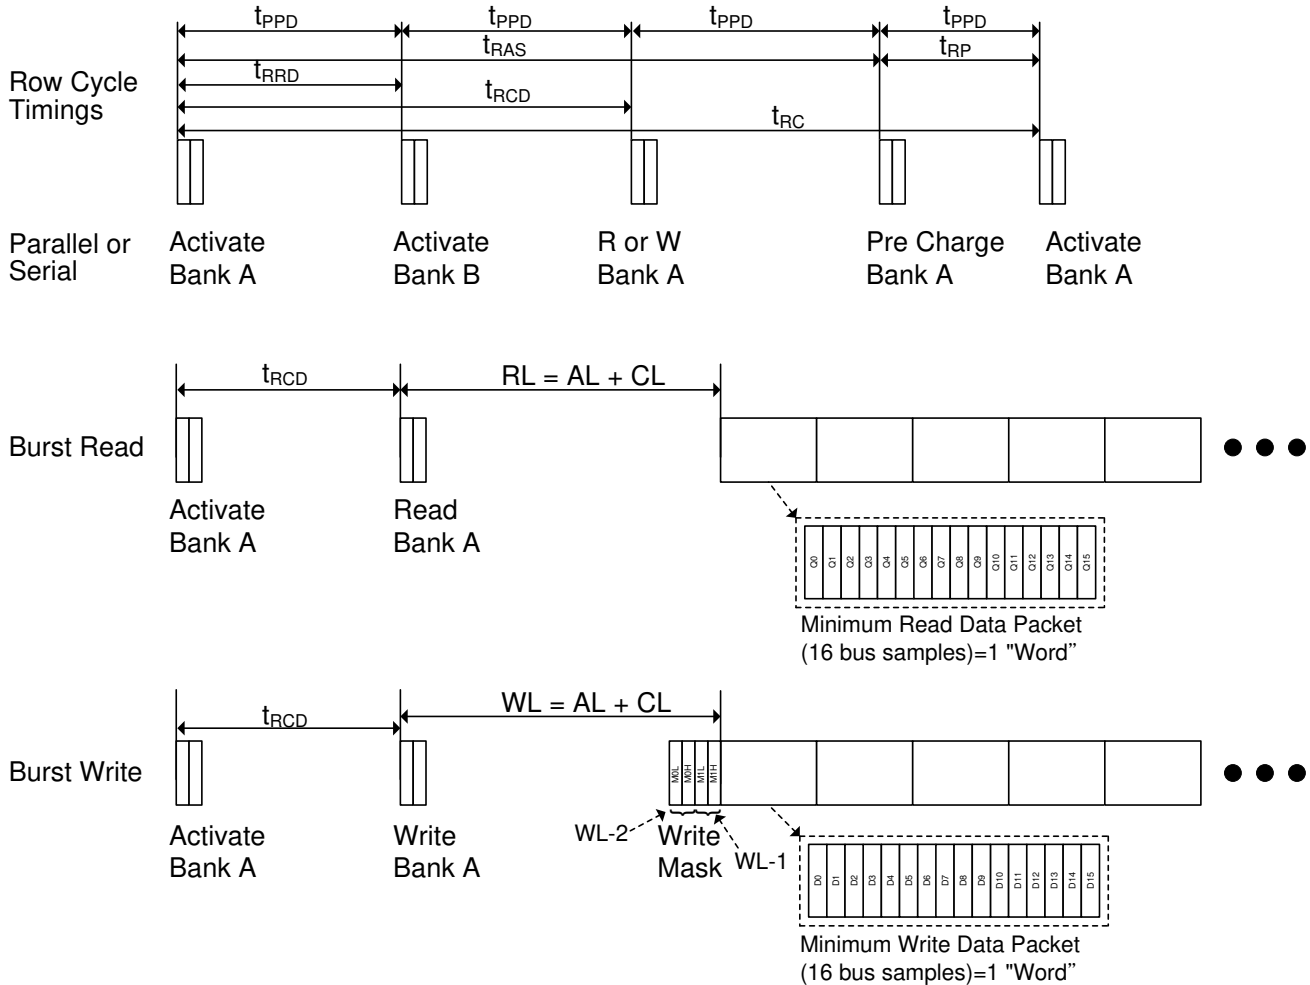 tPPD tPPD tPPD tPPD
tRAS tRP
tRRD
tRCD
tRC
Row Cycle
Timings
Parallel or
Serial
Activate
Bank A
Activate
Bank B
R or W
Bank A
Pre Charge
Bank A
Activate
Bank A
tRCD
RL = AL + CL
Burst Read
Activate
Bank A
Read
Bank A
Q0 Q1 Q2 Q3 Q4 Q5 Q6 Q7 Q8 Q9 Q10 Q11 Q12 Q13 Q14 Q15
Minimum Read Data Packet
(16 bus samples)=1 "Word”
tRCD
WL = AL + CL
Burst Write
M0L M0H M1L M1H
Activate
Bank A
Write
Bank A
WL-2
Write
Mask
WL-1
D0 D1 D2 D3 D4 D5 D6 D7 D8 D9 D10 D11 D12 D13 D14 D15
Minimum Write Data Packet
(16 bus samples)=1 "Word”